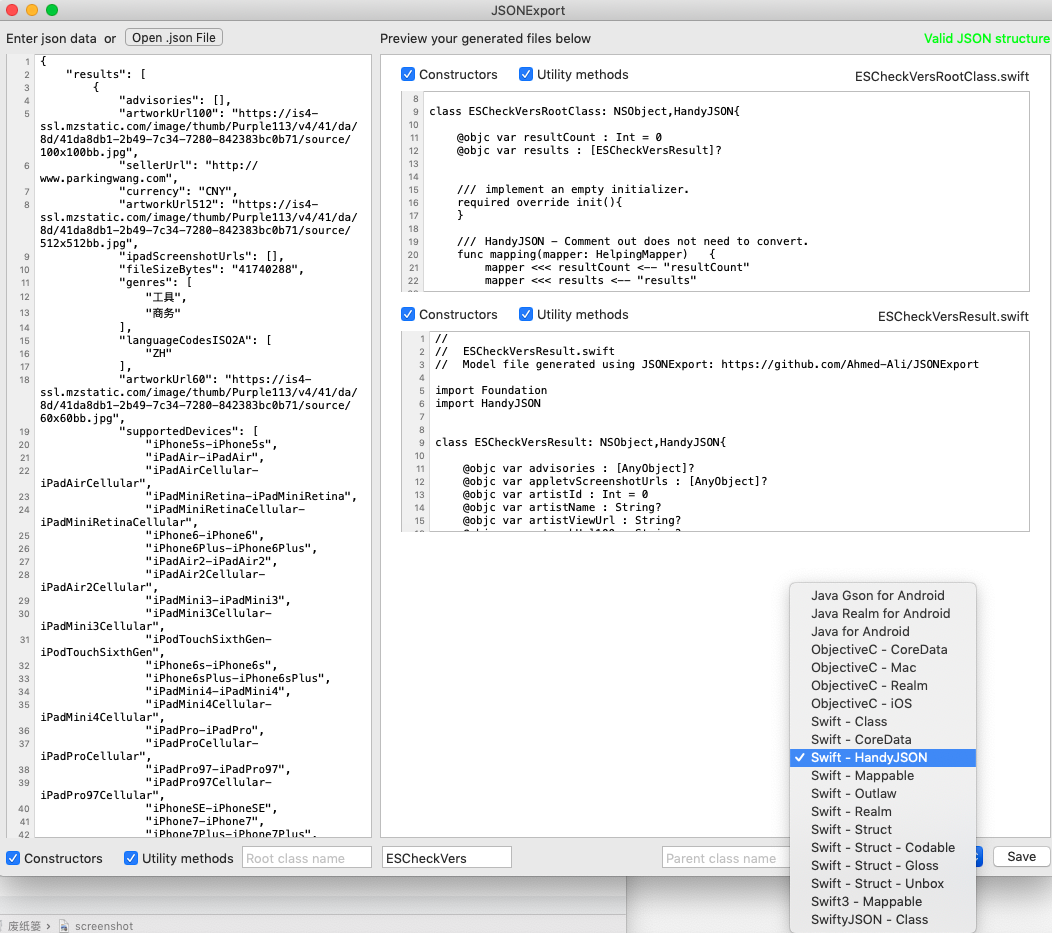 JSONExport
Enter json data or Open .json File
Preview your generated files below
Valid JSON structure
1 {
2 "results": [
3 {
4 "advisories": [],
5 "artworkUrl100": "https://is4-
ssl.mzstatic.com/image/thumb/Purple113/v4/41/da/
8d/41da8db1-2b49-7c34-7280-842383bc0b71/source/
100x100bb.jpg",
6 "sellerUrl": "http://
www.parkingwang.com",
7 "currency": "CNY",
8 "artworkUrl512": "https://is4-
ssl.mzstatic.com/image/thumb/Purple113/v4/41/da/
8d/41da8db1-2b49-7c34-7280-842383bc0b71/source/
512x512bb.jpg",
9 "ipadScreenshotUrls": [],
10 "fileSizeBytes": "41740288",
11 "genres": [
12 "工具",
13 "商务"
14 ],
15 "languageCodesISO2A": [
16 "ZH"
17 ],
18 "artworkUrl60": "https://is4-
ssl.mzstatic.com/image/thumb/Purple113/v4/41/da/
8d/41da8db1-2b49-7c34-7280-842383bc0b71/source/
60x60bb.jpg",
19 "supportedDevices": [
20 "iPhone5s-iPhone5s",
21 "iPadAir-iPadAir",
22 "iPadAirCellular-
iPadAirCellular",
23 "iPadMiniRetina-iPadMiniRetina",
24 "iPadMiniRetinaCellular-
iPadMiniRetinaCellular",
25 "iPhone6-iPhone6",
26 "iPhone6Plus-iPhone6Plus",
27 "iPadAir2-iPadAir2",
28 "iPadAir2Cellular-
iPadAir2Cellular",
29 "iPadMini3-iPadMini3",
30 "iPadMini3Cellular-
iPadMini3Cellular",
31 "iPodTouchSixthGen-
iPodTouchSixthGen",
32 "iPhone6s-iPhone6s",
33 "iPhone6sPlus-iPhone6sPlus",
34 "iPadMini4-iPadMini4",
35 "iPadMini4Cellular-
iPadMini4Cellular",
36 "iPadPro-iPadPro",
37 "iPadProCellular-
iPadProCellular",
38 "iPadPro97-iPadPro97",
39 "iPadPro97Cellular-
iPadPro97Cellular",
40 "iPhoneSE-iPhoneSE",
41 "iPhone7-iPhone7",
42 "iPhone7Plus-iPhone7Plus",
Constructors Utility methods ESCheckVersRootClass.swift
8
9 class ESCheckVersRootClass: NSObject,HandyJSON{
10
11 @objc var resultCount : Int = 0
12 @objc var results : [ESCheckVersResult]?
13
14
15 /// implement an empty initializer.
16 required override init(){
17 }
18
19 /// HandyJSON - Comment out does not need to convert.
20 func mapping(mapper: HelpingMapper) {
21 mapper <<< resultCount <-- "resultCount"
22 mapper <<< results <-- "results"
Constructors Utility methods ESCheckVersResult.swift
1 //
2 // ESCheckVersResult.swift
3 // Model file generated using JSONExport: https://github.com/Ahmed-Ali/JSONExport
4
5 import Foundation
6 import HandyJSON
7
8
9 class ESCheckVersResult: NSObject,HandyJSON{
10
11 @objc var advisories : [AnyObject]?
12 @objc var appletvScreenshotUrls : [AnyObject]?
13 @objc var artistId : Int = 0
14 @objc var artistName : String?
15 @objc var artistViewUrl : String?
Java Gson for Android
Java Realm for Android
Java for Android
ObjectiveC - CoreData
ObjectiveC - Mac
ObjectiveC - Realm
ObjectiveC - iOS
Swift - Class
Swift - CoreData
✓ Swift - HandyJSON
Swift - Mappable
Swift - Outlaw
Swift - Realm
Swift - Struct
Swift - Struct - Codable
Swift - Struct - Gloss
Swift - Struct - Unbox
Swift3 - Mappable
SwiftyJSON - Class
Constructors Utility methods Root class name ESCheckVers Parent class name Save
废纸篓 › screenshot